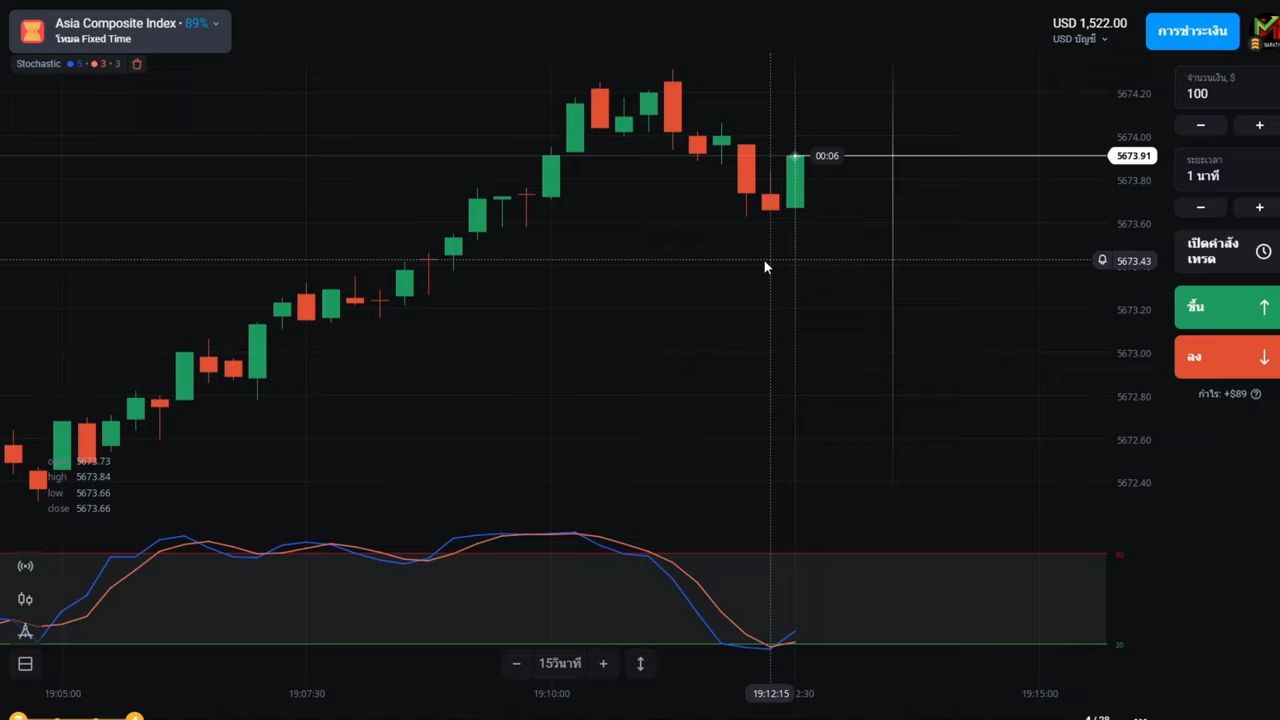 Asia Composite Index · 89%
โหมด Fixed Time
Stochastic 5 · 3 · 3
USD 1,522.00
USD บัญชี
การชำระเงิน
จำนวนเงิน, $
100
−
+
ระยะเวลา
1 นาที
−
+
เปิดคำสั่ง
เทรด
ขึ้น
ลง
กำไร: +$89
5674.20
5674.00
00:06
5673.91
5673.80
5673.60
5673.43
5673.20
5673.00
5672.80
5672.60
5672.40
5673.73
high 5673.84
low 5673.66
close 5673.66
80
20
− 15วินาที +
19:05:00
19:07:30
19:10:00
19:12:15
2:30
19:15:00